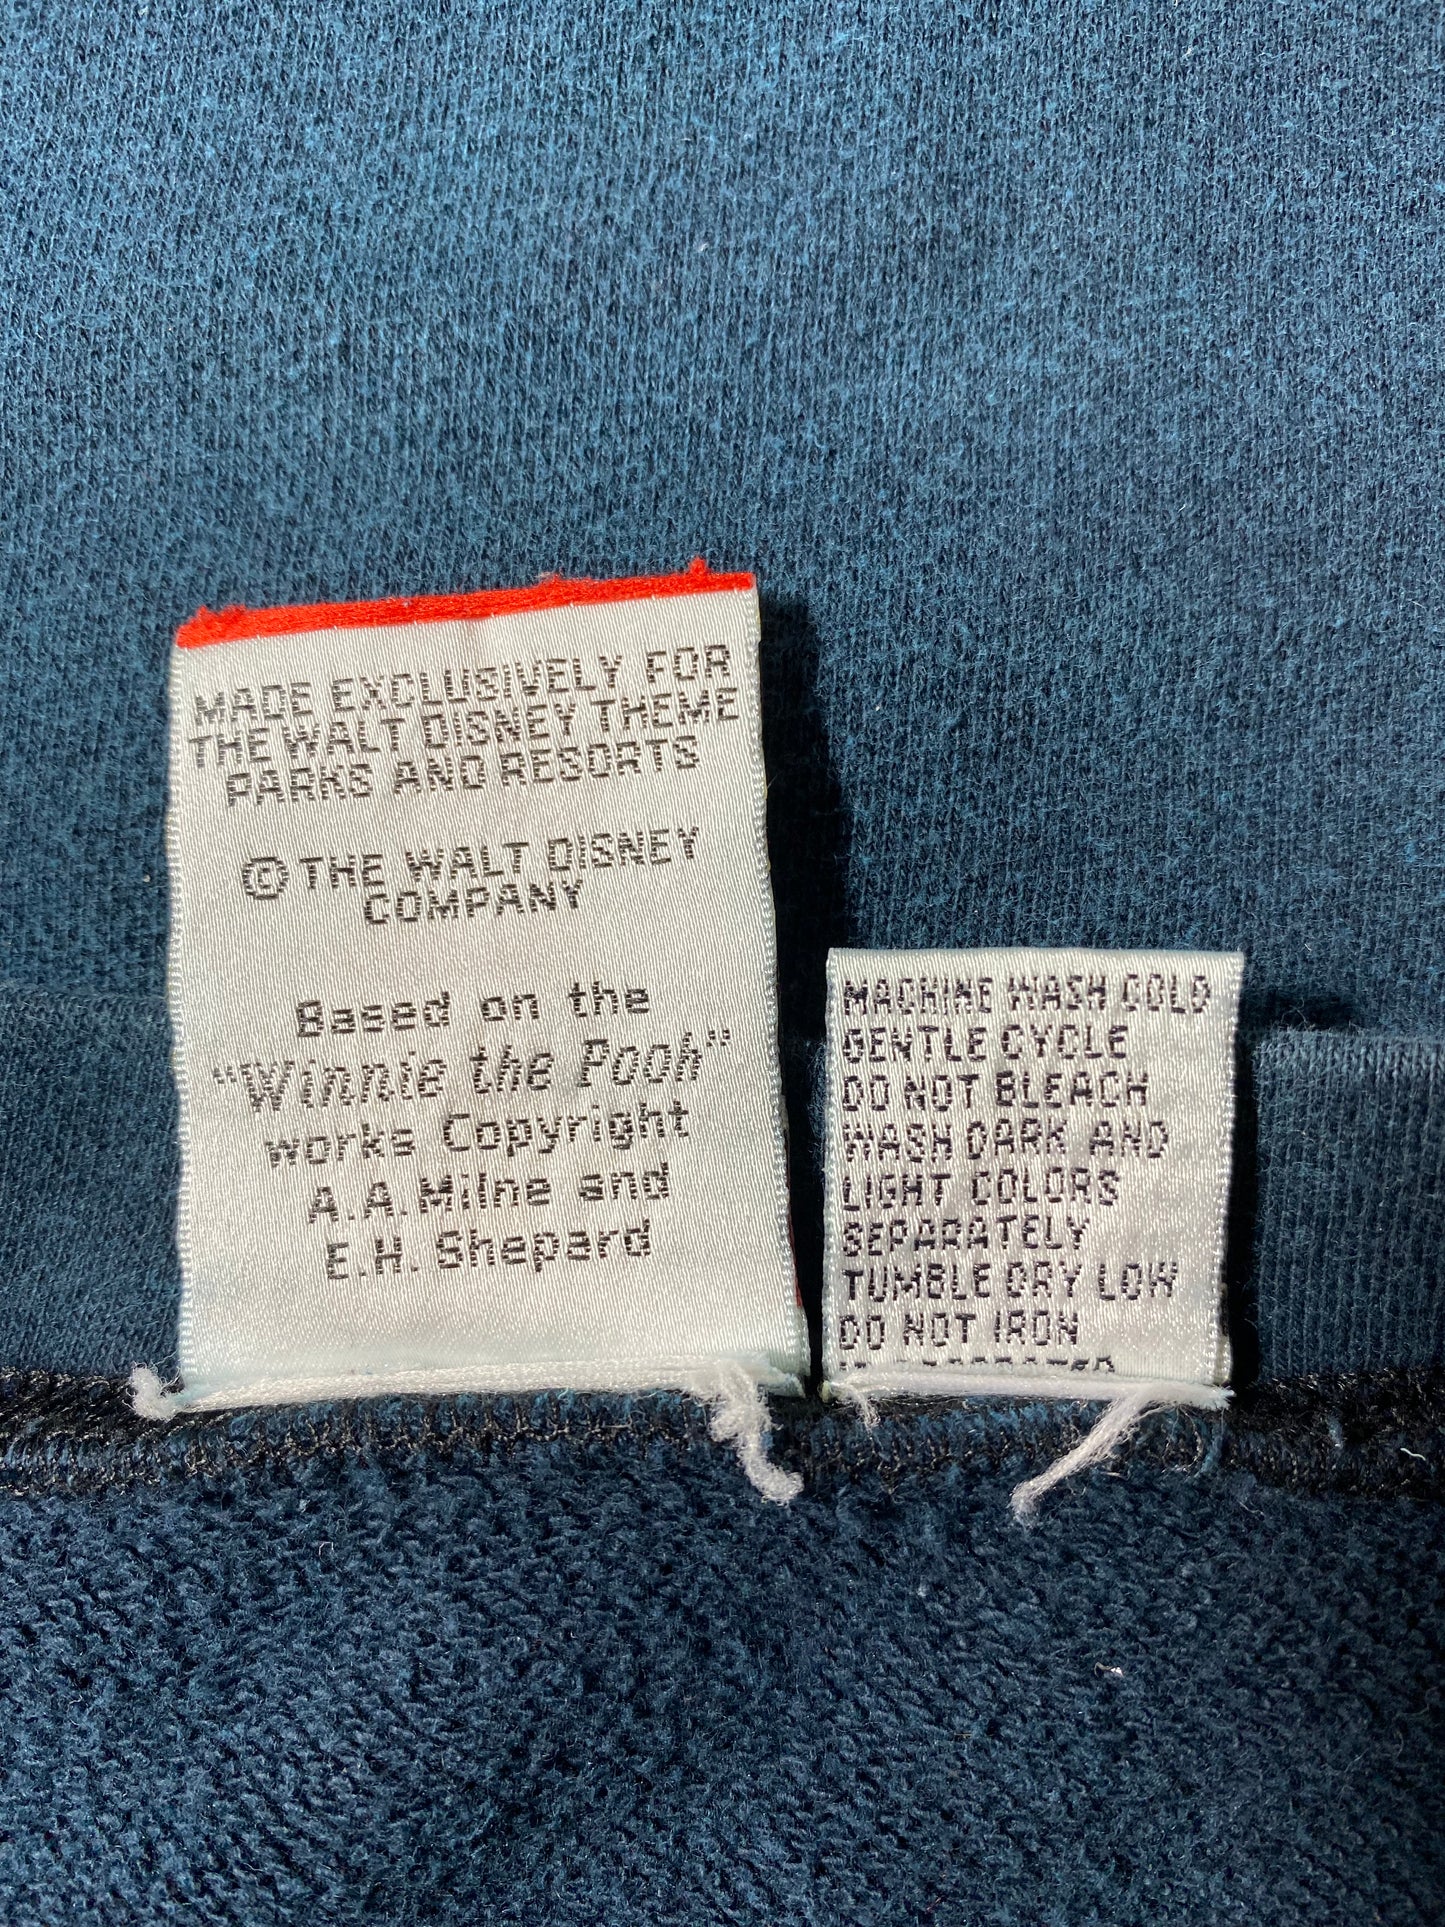 MADE EXCLUSIVELY FOR
THE WALT DISNEY THEME
PARKS AND RESORTS
© THE WALT DISNEY
COMPANY
Based on the
"Winnie the Pooh"
works Copyright
A.A.Milne and
E.H. Shepard
MACHINE WASH COLD
GENTLE CYCLE
DO NOT BLEACH
WASH DARK AND
LIGHT COLORS
SEPARATELY
TUMBLE DRY LOW
DO NOT IRON